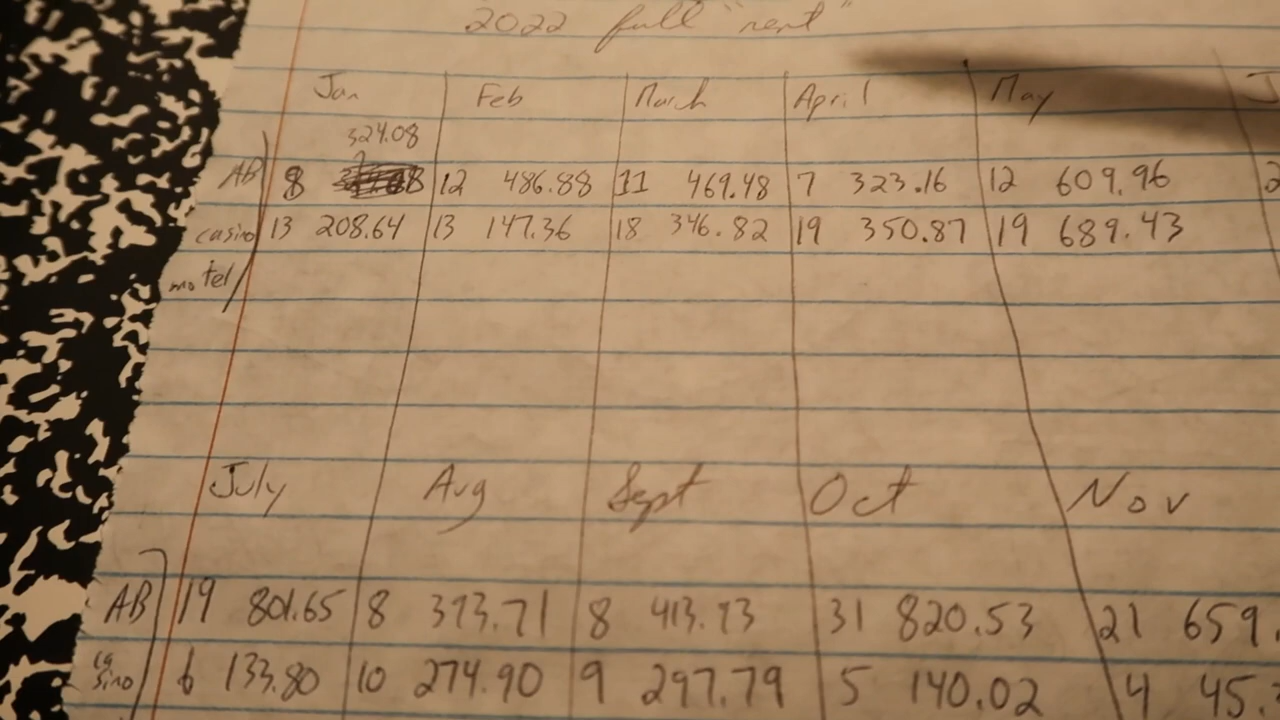 2022 full "rent"
Jan Feb March April May J
324.08
AB 8 12 486.88 11 469.48 7 323.16 12 609.96 2
casino 13 208.64 13 147.36 18 346.82 19 350.87 19 689.43
motel
July Aug Sept Oct Nov
AB 19 801.65 8 373.71 8 413.73 31 820.53 21 659.
casino 6 133.80 10 274.90 9 297.79 5 140.02 4 45.